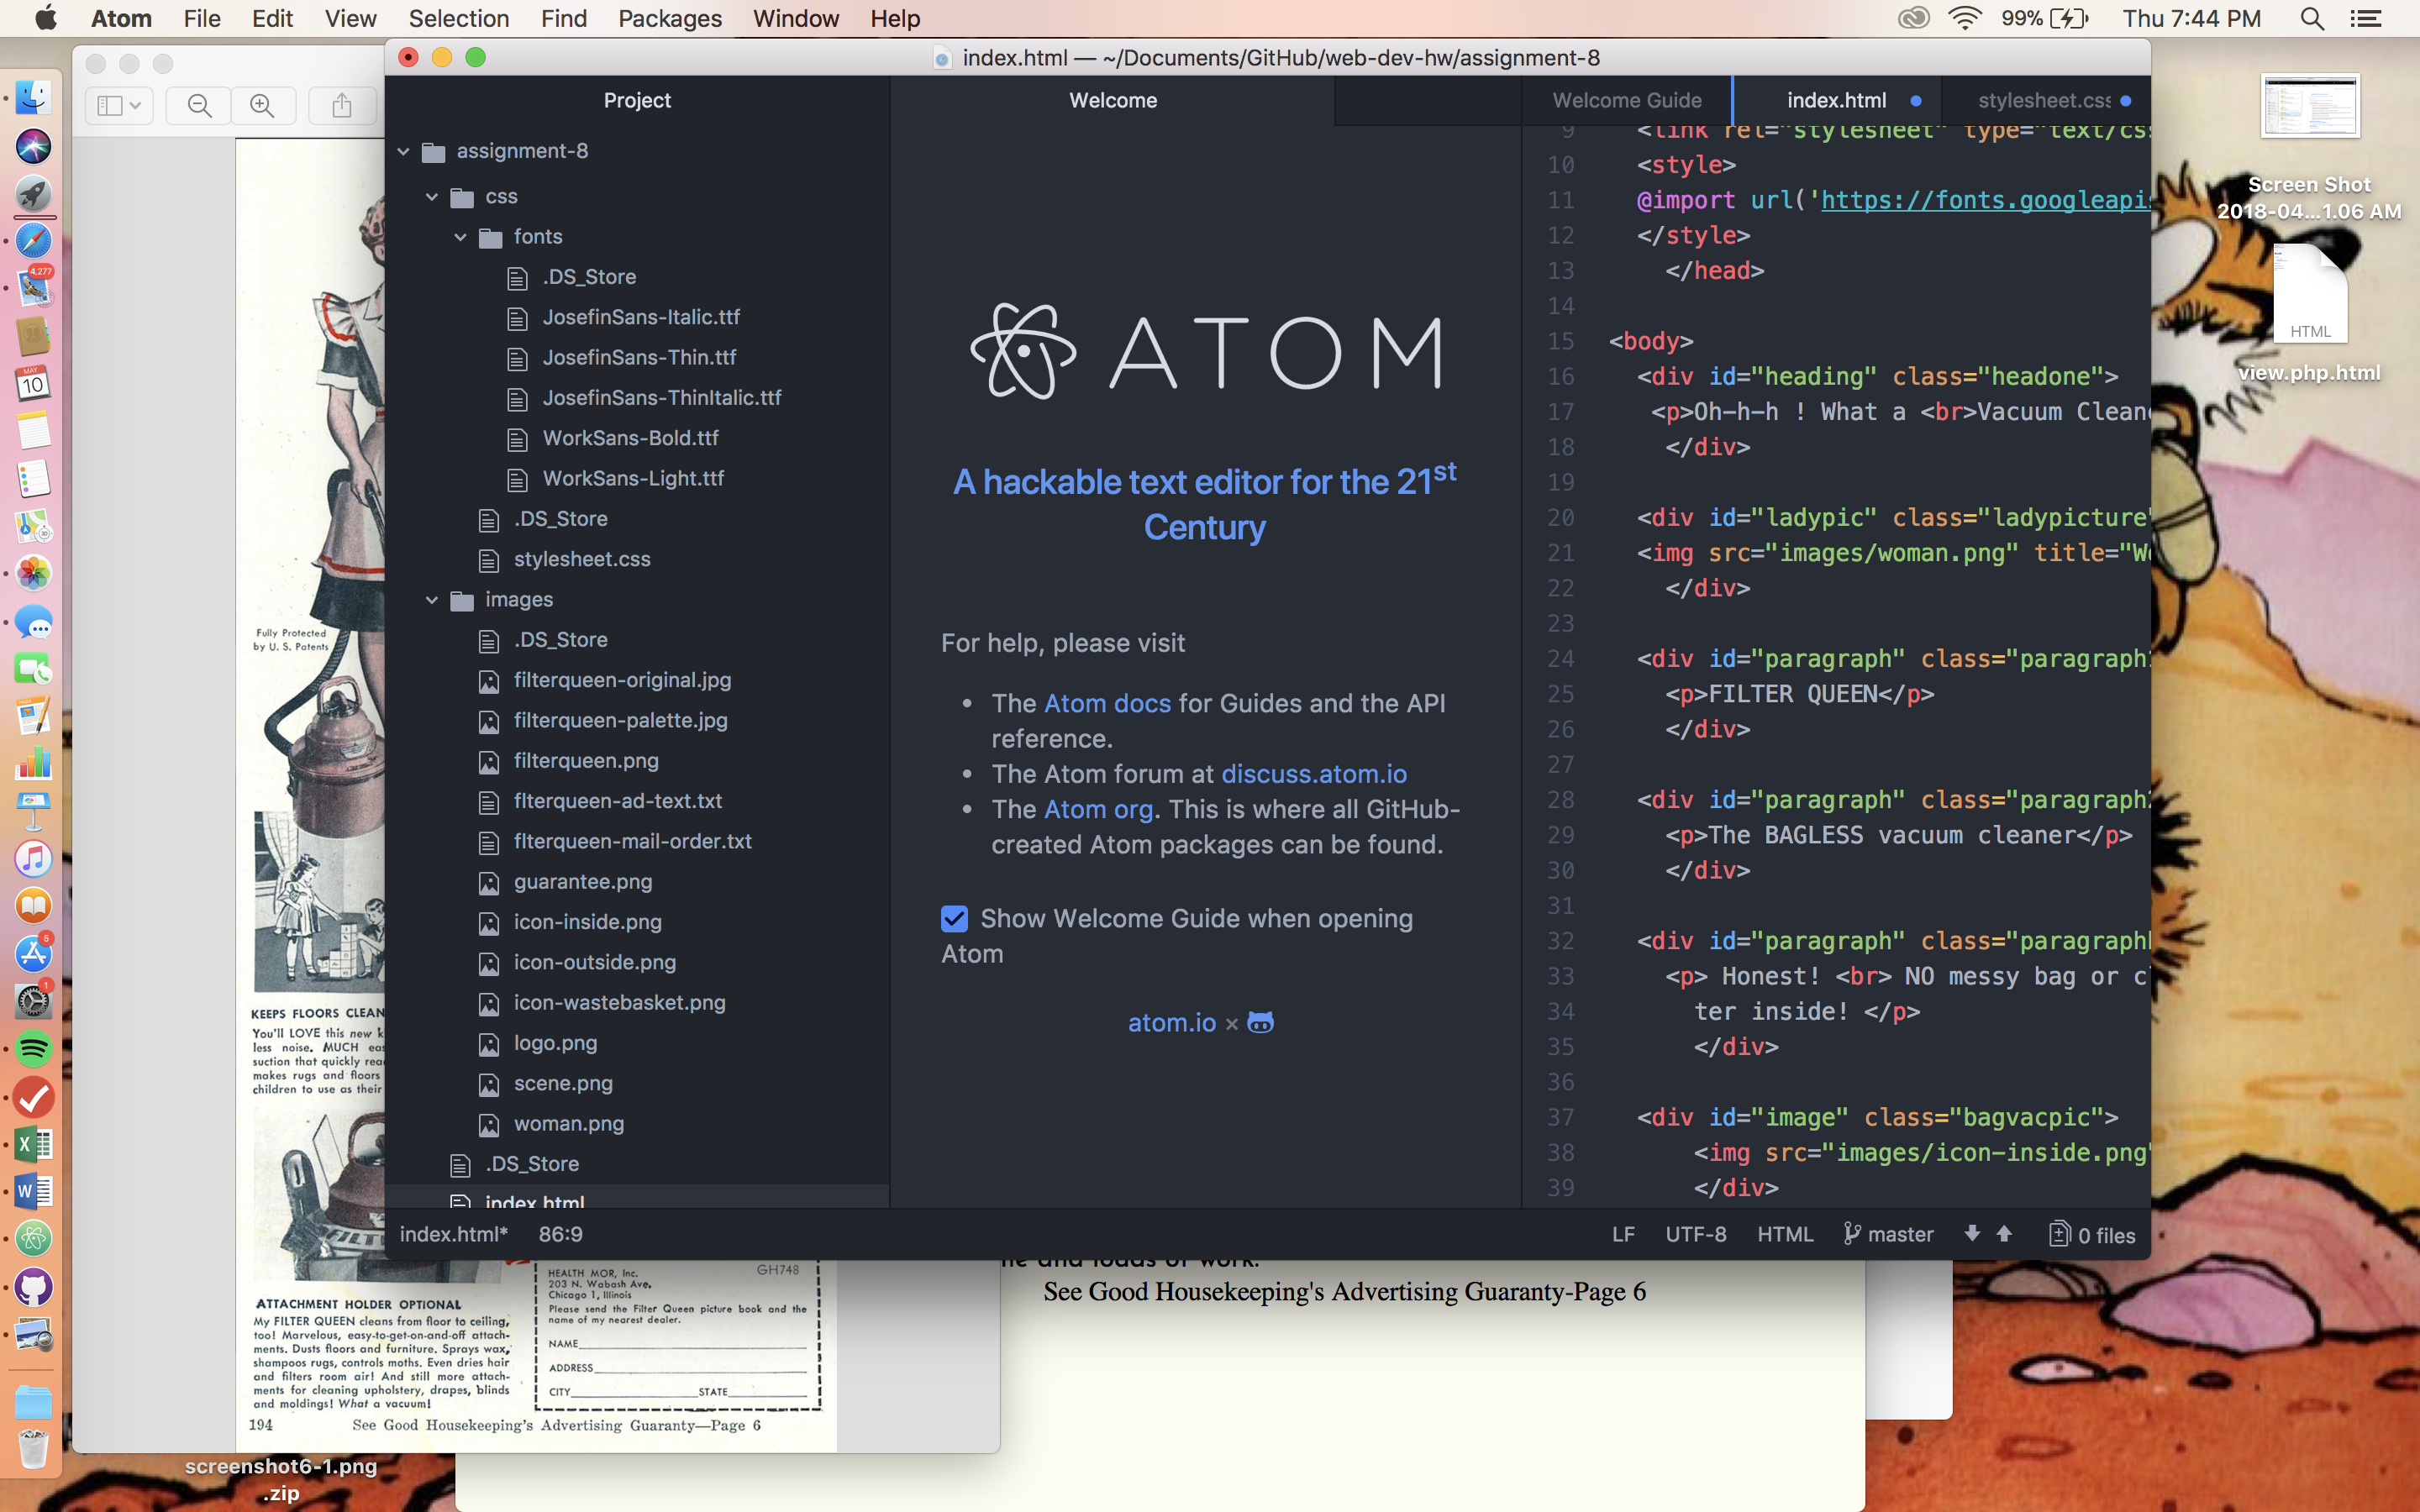 Atom File Edit View Selection Find Packages Window Help
99% Thu 7:44 PM
index.html — ~/Documents/GitHub/web-dev-hw/assignment-8
Project
assignment-8
css
fonts
.DS_Store
JosefinSans-Italic.ttf
JosefinSans-Thin.ttf
JosefinSans-ThinItalic.ttf
WorkSans-Bold.ttf
WorkSans-Light.ttf
.DS_Store
stylesheet.css
images
.DS_Store
filterqueen-original.jpg
filterqueen-palette.jpg
filterqueen.png
flterqueen-ad-text.txt
flterqueen-mail-order.txt
guarantee.png
icon-inside.png
icon-outside.png
icon-wastebasket.png
logo.png
scene.png
woman.png
.DS_Store
index.html
Welcome
ATOM
A hackable text editor for the 21st
Century
For help, please visit
• The Atom docs for Guides and the API
reference.
• The Atom forum at discuss.atom.io
• The Atom org. This is where all GitHub-
created Atom packages can be found.
Show Welcome Guide when opening
Atom
atom.io ×
Welcome Guide index.html stylesheet.css
9 <link rel="stylesheet" type="text/css
10 <style>
11 @import url('https://fonts.googleapis
12 </style>
13 </head>
14
15 <body>
16 <div id="heading" class="headone">
17 <p>Oh-h-h ! What a <br>Vacuum Clean
18 </div>
19
20 <div id="ladypic" class="ladypicture"
21 <img src="images/woman.png" title="W
22 </div>
23
24 <div id="paragraph" class="paragraph
25 <p>FILTER QUEEN</p>
26 </div>
27
28 <div id="paragraph" class="paragraph
29 <p>The BAGLESS vacuum cleaner</p>
30 </div>
31
32 <div id="paragraph" class="paragraph
33 <p> Honest! <br> NO messy bag or c
34 ter inside! </p>
35 </div>
36
37 <div id="image" class="bagvacpic">
38 <img src="images/icon-inside.png"
39 </div>
index.html* 86:9
LF UTF-8 HTML master 0 files
4,277
MAY
10
5
1
Fully Protected
by U. S. Patents
KEEPS FLOORS CLEAN
You'll LOVE this new k
less noise. MUCH eas
suction that quickly rea
makes rugs and floors
children to use as their
ATTACHMENT HOLDER OPTIONAL
My FILTER QUEEN cleans from floor to ceiling,
too! Marvelous, easy-to-get-on-and-off attach-
ments. Dusts floors and furniture. Sprays wax,
shampoos rugs, controls moths. Even dries hair
and filters room air! And still more attach-
ments for cleaning upholstery, drapes, blinds
and moldings! What a vacuum!
HEALTH MOR, Inc. GH748
203 N. Wabash Ave.
Chicago 1, Illinois
Please send the Filter Queen picture book and the
name of my nearest dealer.
NAME
ADDRESS
CITY STATE
194 See Good Housekeeping's Advertising Guaranty—Page 6
and loads of work.
See Good Housekeeping's Advertising Guaranty-Page 6
Screen Shot
2018-04...1.06 AM
HTML
view.php.html
screenshot6-1.png
.zip